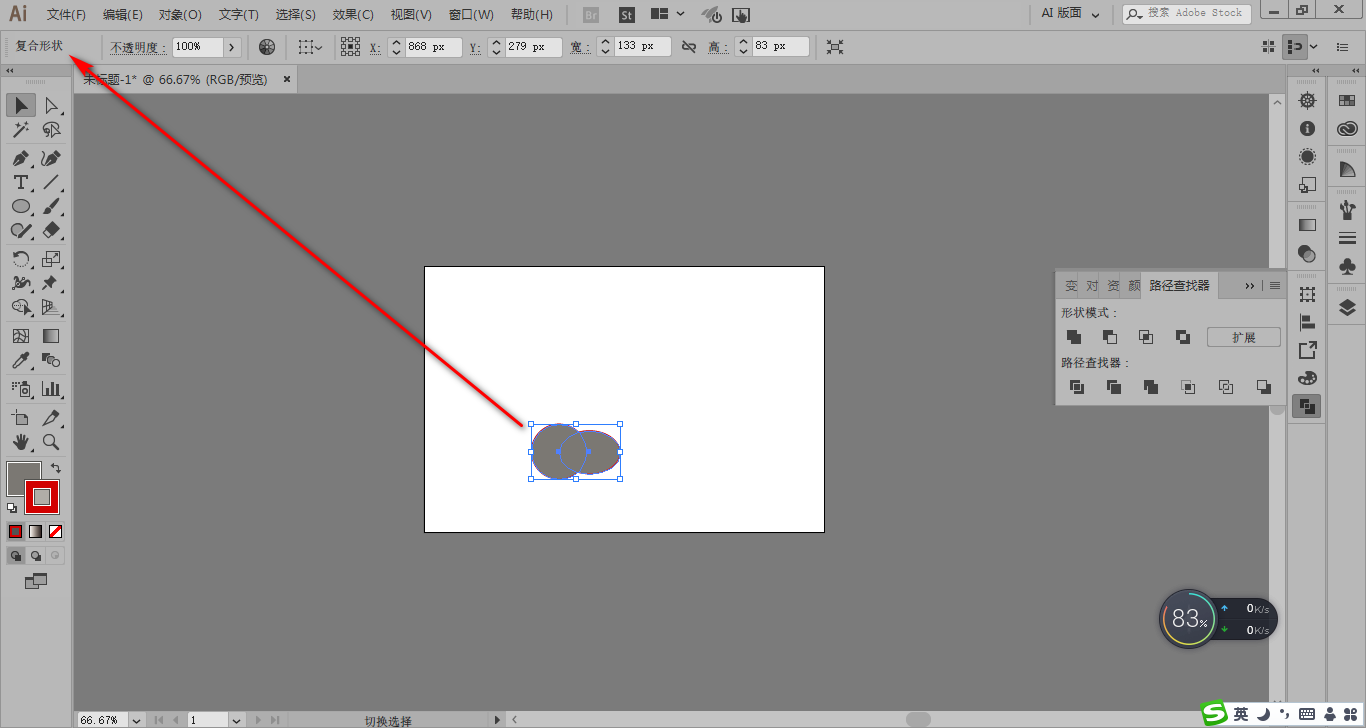 Ai 文件(F) 编辑(E) 对象(O) 文字(T) 选择(S) 效果(C) 视图(V) 窗口(W) 帮助(H) Br St AI 版面 搜索 Adobe Stock
复合形状 不透明度: 100% X: 868 px Y: 279 px 宽: 133 px 高: 83 px
未标题-1* @ 66.67% (RGB/预览) ×
变 对 资 颜 路径查找器
形状模式:
扩展
路径查找器:
83%
0K/s
0K/s
66.67% 1 切换选择
英